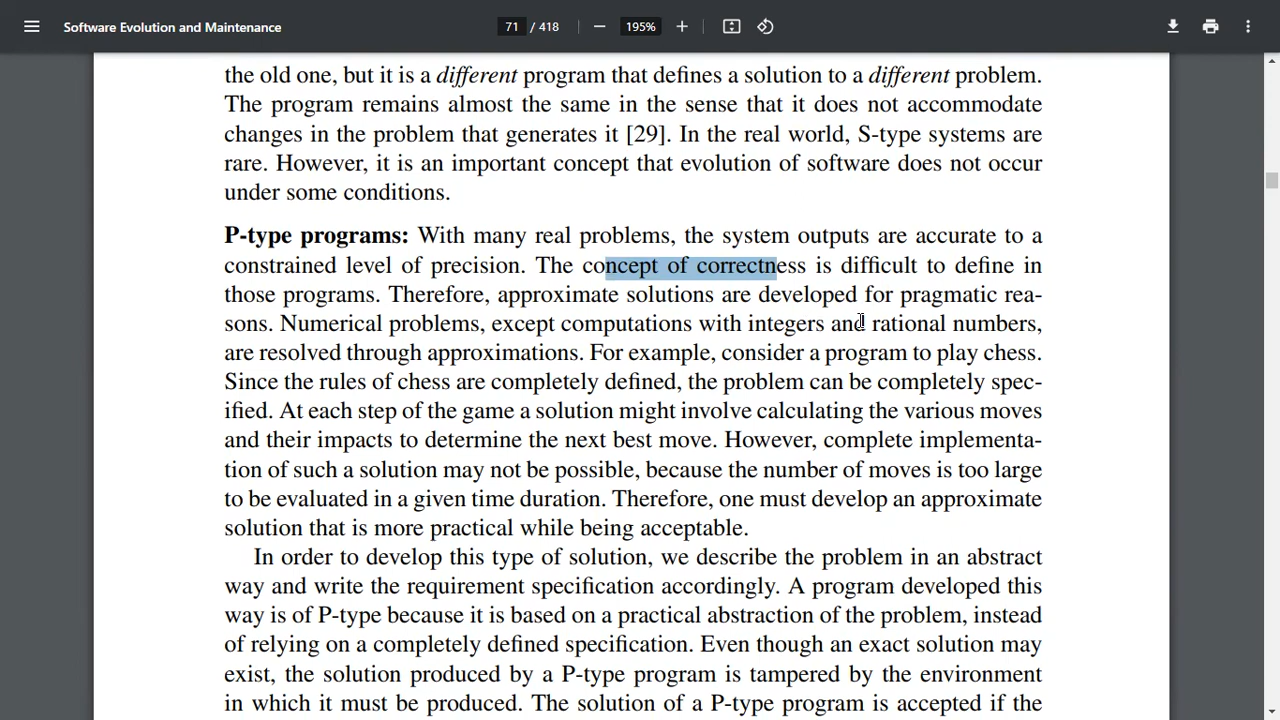 Software Evolution and Maintenance
71 / 418
195%
the old one, but it is a different program that defines a solution to a different problem.
The program remains almost the same in the sense that it does not accommodate
changes in the problem that generates it [29]. In the real world, S-type systems are
rare. However, it is an important concept that evolution of software does not occur
under some conditions.
P-type programs: With many real problems, the system outputs are accurate to a
constrained level of precision. The concept of correctness is difficult to define in
those programs. Therefore, approximate solutions are developed for pragmatic rea-
sons. Numerical problems, except computations with integers and rational numbers,
are resolved through approximations. For example, consider a program to play chess.
Since the rules of chess are completely defined, the problem can be completely spec-
ified. At each step of the game a solution might involve calculating the various moves
and their impacts to determine the next best move. However, complete implementa-
tion of such a solution may not be possible, because the number of moves is too large
to be evaluated in a given time duration. Therefore, one must develop an approximate
solution that is more practical while being acceptable.
In order to develop this type of solution, we describe the problem in an abstract
way and write the requirement specification accordingly. A program developed this
way is of P-type because it is based on a practical abstraction of the problem, instead
of relying on a completely defined specification. Even though an exact solution may
exist, the solution produced by a P-type program is tampered by the environment
in which it must be produced. The solution of a P-type program is accepted if the